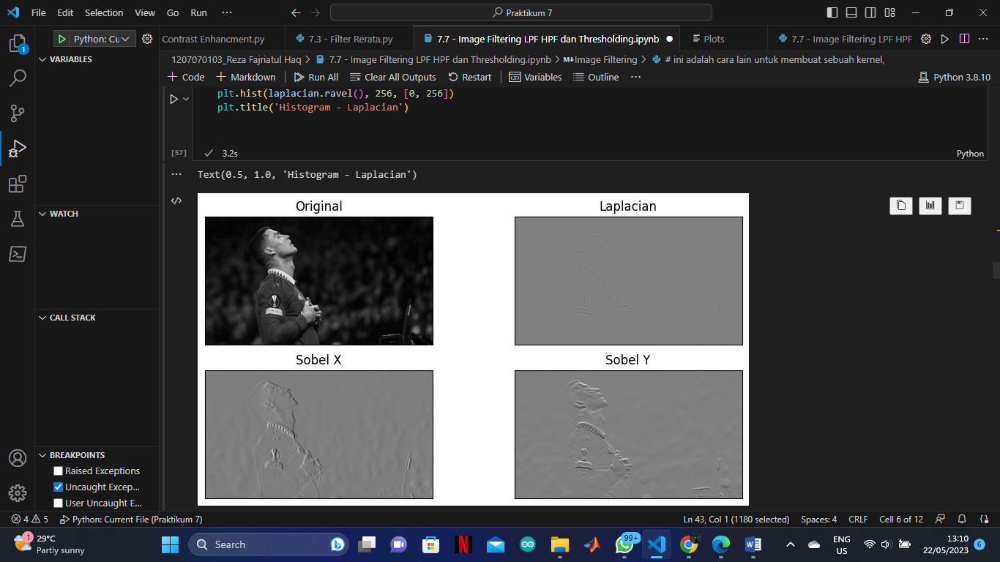 File Edit Selection View Go Run ···
Praktikum 7
Python: Cu
Contrast Enhancment.py
7.3 - Filter Rerata.py
7.7 - Image Filtering LPF HPF dan Thresholding.ipynb
Plots
7.7 - Image Filtering LPF HPF
1
VARIABLES
1207070103_Reza Fajriatul Haq > 7.7 - Image Filtering LPF HPF dan Thresholding.ipynb > M↓Image Filtering > # ini adalah cara lain untuk membuat sebuah kernel,
+ Code + Markdown Run All Clear All Outputs Restart Variables Outline ··· Python 3.8.10
plt.hist(laplacian.ravel(), 256, [0, 256])
plt.title('Histogram - Laplacian')
[57] 3.2s
Python
Text(0.5, 1.0, 'Histogram - Laplacian')
Original
Laplacian
Sobel X
Sobel Y
WATCH
CALL STACK
BREAKPOINTS
Raised Exceptions
Uncaught Excep...
User Uncaught E...
4 5 Python: Current File (Praktikum 7)
Ln 43, Col 1 (1180 selected) Spaces: 4 CRLF Cell 6 of 12
1
29°C
Partly sunny
Search
99+
ENG
US
13:10
22/05/2023
6